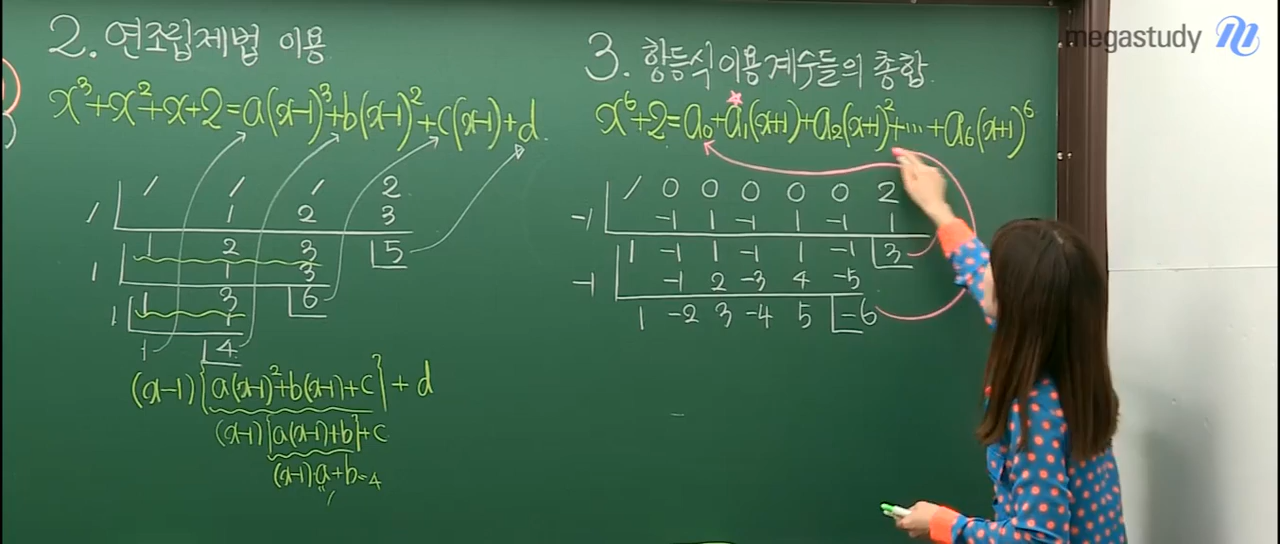 2. 연조립제법 이용
x³+x²+x+2=a(x-1)³+b(x-1)²+c(x-1)+d
1 1 1 2
1 1 2 3
1 2 3 5
1 1 3
1 3 6
1 1
1 4
(x-1){a(x-1)²+b(x-1)+c}+d
(x-1){a(x-1)+b}+c
(x-1)·a+b=4
"
1
3. 항등식 이용 계수들의 총합
x⁶+2=a₀+a₁(x+1)+a₂(x+1)²+⋯+a₆(x+1)⁶
1 0 0 0 0 0 2
-1 -1 1 -1 1 -1 1
1 -1 1 -1 1 -1 3
-1 -1 2 -3 4 -5
1 -2 3 -4 5 -6
megastudy